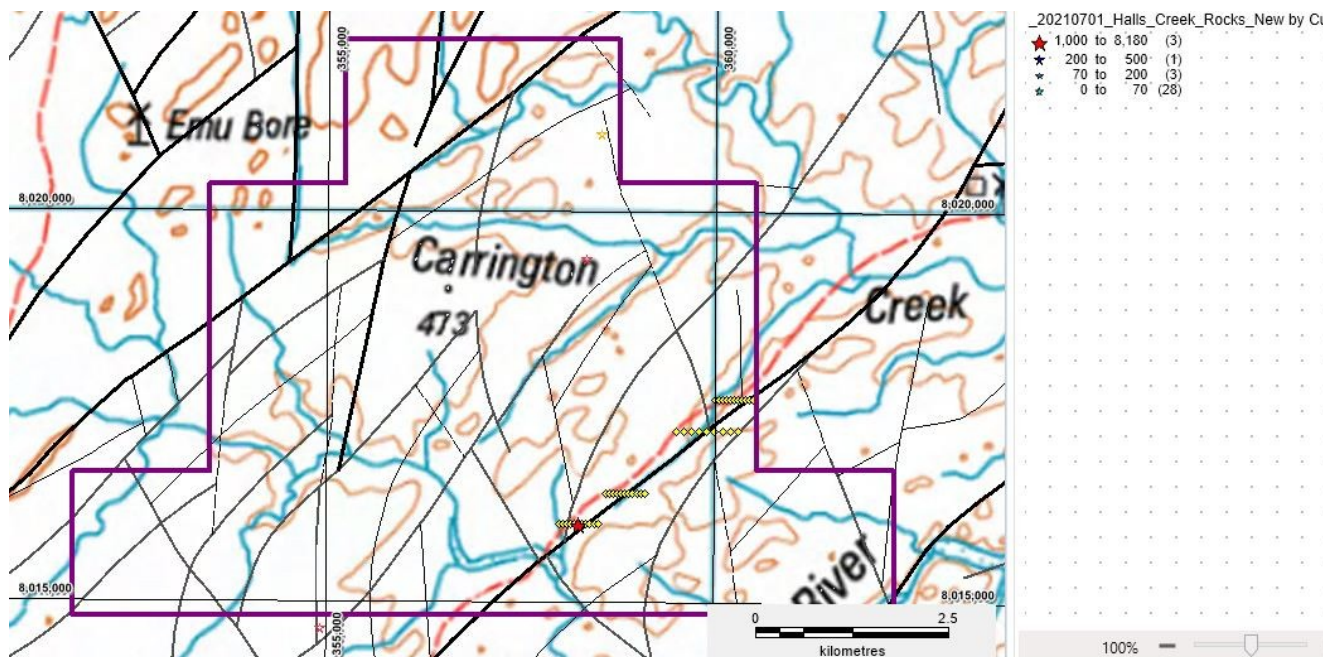 _20210701_Halls_Creek_Rocks_New by Cu
1,000 to 8,180 (3)
200 to 500 (1)
70 to 200 (3)
0 to 70 (28)
355,000
360,000
Emu Bore
8,020,000
8,020,000
Carrington
473
Creek
River
8,015,000
8,015,000
355,000
0 2.5
kilometres
100%